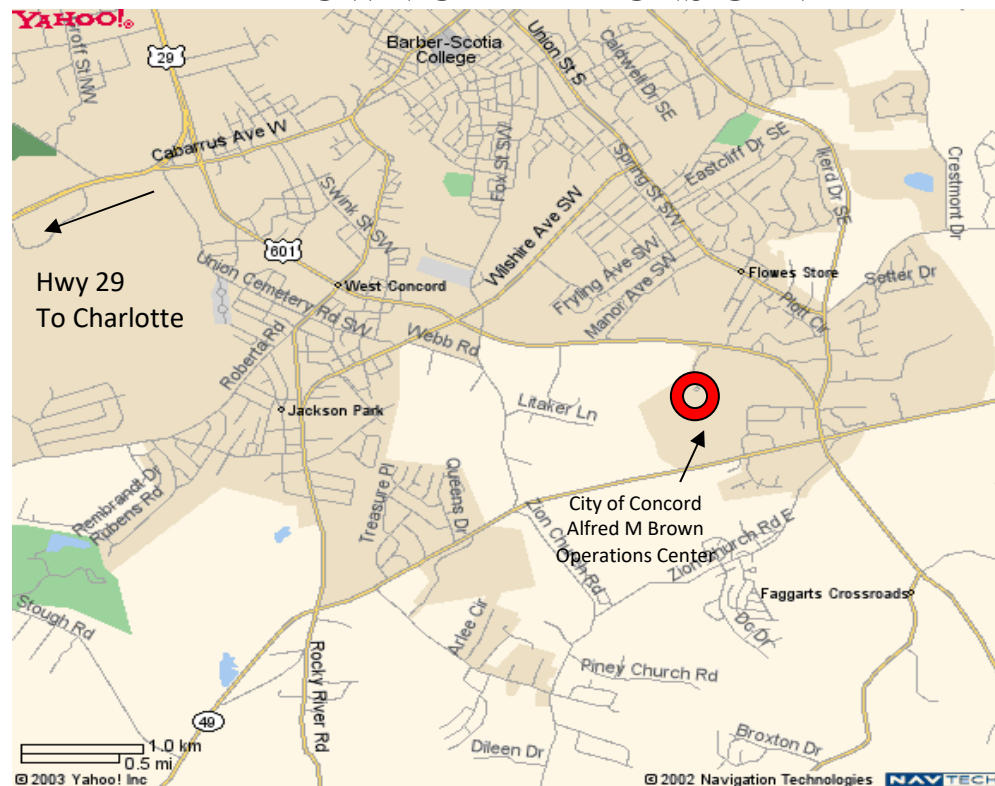 YAHOO!
roff St NW
29
Barber-Scotia
College
Union St S
Caldwell Dr SE
Cabarrus Ave W
Eastcliff Dr SE
Ikerd Dr SE
Crestmont Dr
Fox St SW
Spring St SW
Swink St SW
Wilshire Ave SW
601
Hwy 29
To Charlotte
Union Cemetery Rd SW
West Concord
Fryling Ave SW
Manor Ave SW
Flowes Store
Setter Dr
Plott Cir
Roberta Rd
Webb Rd
Litaker Ln
Jackson Park
Treasure Pl
Queens Dr
City of Concord
Alfred M Brown
Operations Center
Rembrandt Dr
Rubens Rd
Zion Church Rd
Zion Church Rd E
Faggarts Crossroads
Stough Rd
Arlee Cir
Dc Dr
Rocky River Rd
Piney Church Rd
49
1.0 km
0.5 mi
Dileen Dr
Broxton Dr
© 2003 Yahoo! Inc
© 2002 Navigation Technologies NAVTECH